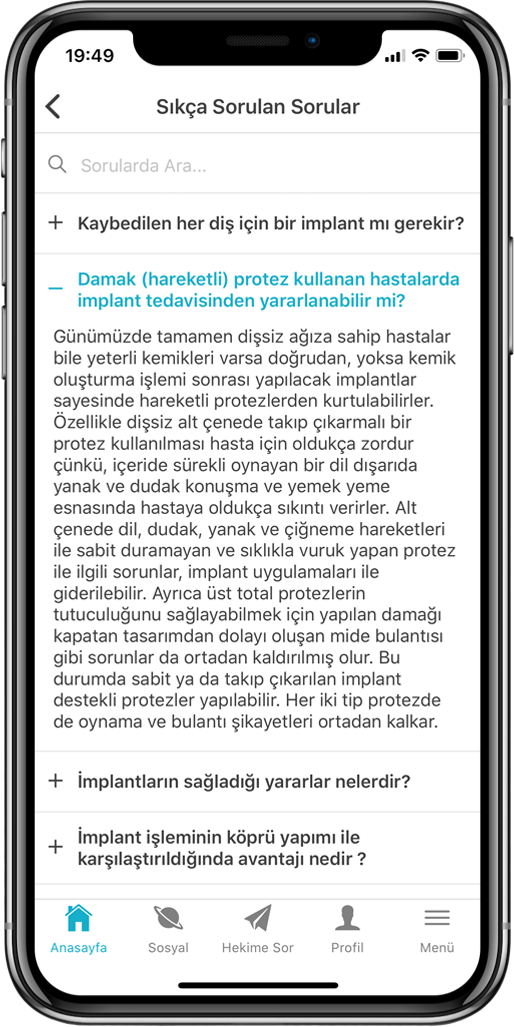 19:49
Sıkça Sorulan Sorular
Sorularda Ara...
+ Kaybedilen her diş için bir implant mı gerekir?
– Damak (hareketli) protez kullanan hastalarda
implant tedavisinden yararlanabilir mi?
Günümüzde tamamen dişsiz ağıza sahip hastalar
bile yeterli kemikleri varsa doğrudan, yoksa kemik
oluşturma işlemi sonrası yapılacak implantlar
sayesinde hareketli protezlerden kurtulabilirler.
Özellikle dişsiz alt çenede takıp çıkarmalı bir
protez kullanılması hasta için oldukça zordur
çünkü, içeride sürekli oynayan bir dil dışarıda
yanak ve dudak konuşma ve yemek yeme
esnasında hastaya oldukça sıkıntı verirler. Alt
çenede dil, dudak, yanak ve çiğneme hareketleri
ile sabit duramayan ve sıklıkla vuruk yapan protez
ile ilgili sorunlar, implant uygulamaları ile
giderilebilir. Ayrıca üst total protezlerin
tutuculuğunu sağlayabilmek için yapılan damağı
kapatan tasarımdan dolayı oluşan mide bulantısı
gibi sorunlar da ortadan kaldırılmış olur. Bu
durumda sabit ya da takıp çıkarılan implant
destekli protezler yapılabilir. Her iki tip protezde
de oynama ve bulantı şikayetleri ortadan kalkar.
+ İmplantların sağladığı yararlar nelerdir?
+ İmplant işleminin köprü yapımı ile
karşılaştırıldığında avantajı nedir ?
Anasayfa Sosyal Hekime Sor Profil Menü